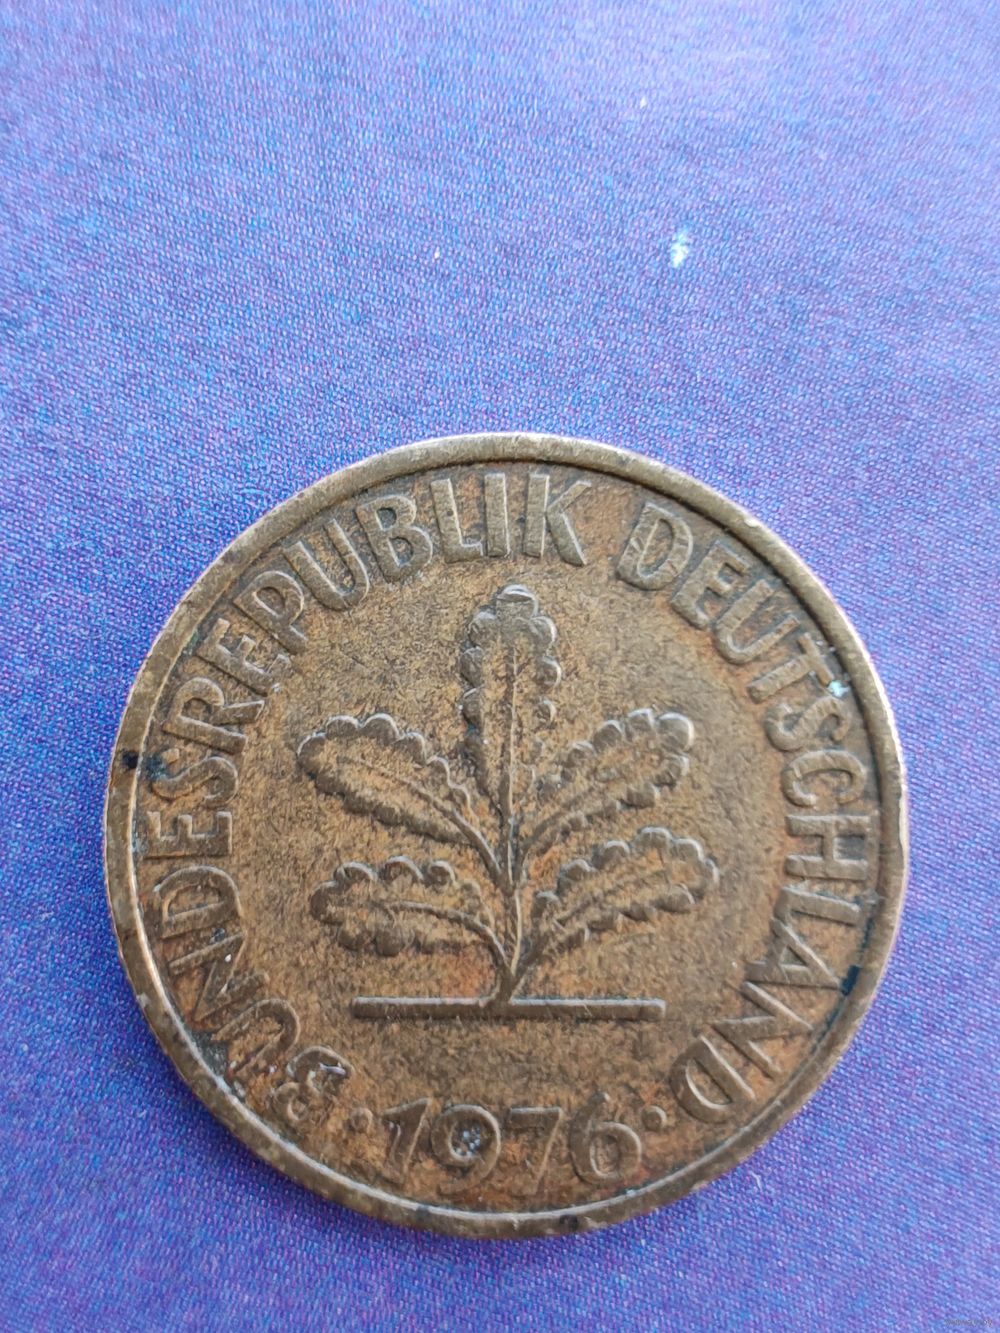 BUNDESREPUBLIK DEUTSCHLAND
· 1976 ·